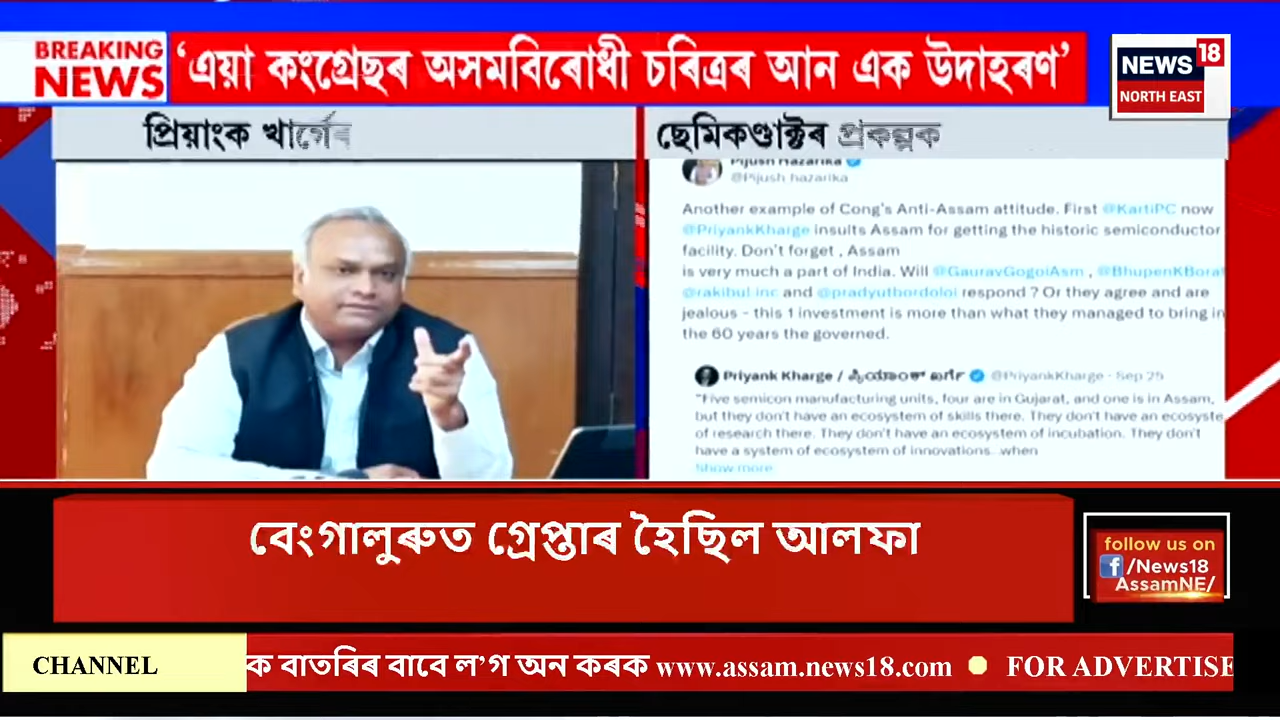 BREAKING
NEWS
‘এয়া কংগ্ৰেছৰ অসমবিৰোধী চৰিত্ৰৰ আন এক উদাহৰণ’
NEWS 18
NORTH EAST
প্ৰিয়াংক খাৰ্গেৰ
ছেমিকণ্ডাক্টৰ প্ৰকল্পক
Pijush Hazarika
@Pijush hazarika
Another example of Cong's Anti-Assam attitude. First @KartiPC now
@PriyankKharge insults Assam for getting the historic semiconductor
facility. Don't forget , Assam
is very much a part of India. Will @GauravGogoiAsm , @BhupenKBorah
@rakibul inc and @pradyutbordoloi respond ? Or they agree and are
jealous - this 1 investment is more than what they managed to bring in
the 60 years the governed.
Priyank Kharge / ಪ್ರಿಯಾಂಕ್ ಖರ್ಗೆ @PriyankKharge · Sep 25
"Five semicon manufacturing units, four are in Gujarat, and one is in Assam,
but they don't have an ecosystem of skills there. They don't have an ecosyste
of research there. They don't have an ecosystem of incubation. They don't
have a system of ecosystem of innovations...when
Show more
বেংগালুৰুত গ্ৰেপ্তাৰ হৈছিল আলফা
follow us on
/News18
AssamNE/
CHANNEL
ক বাতৰিৰ বাবে ল'গ অন কৰক www.assam.news18.com
FOR ADVERTISE